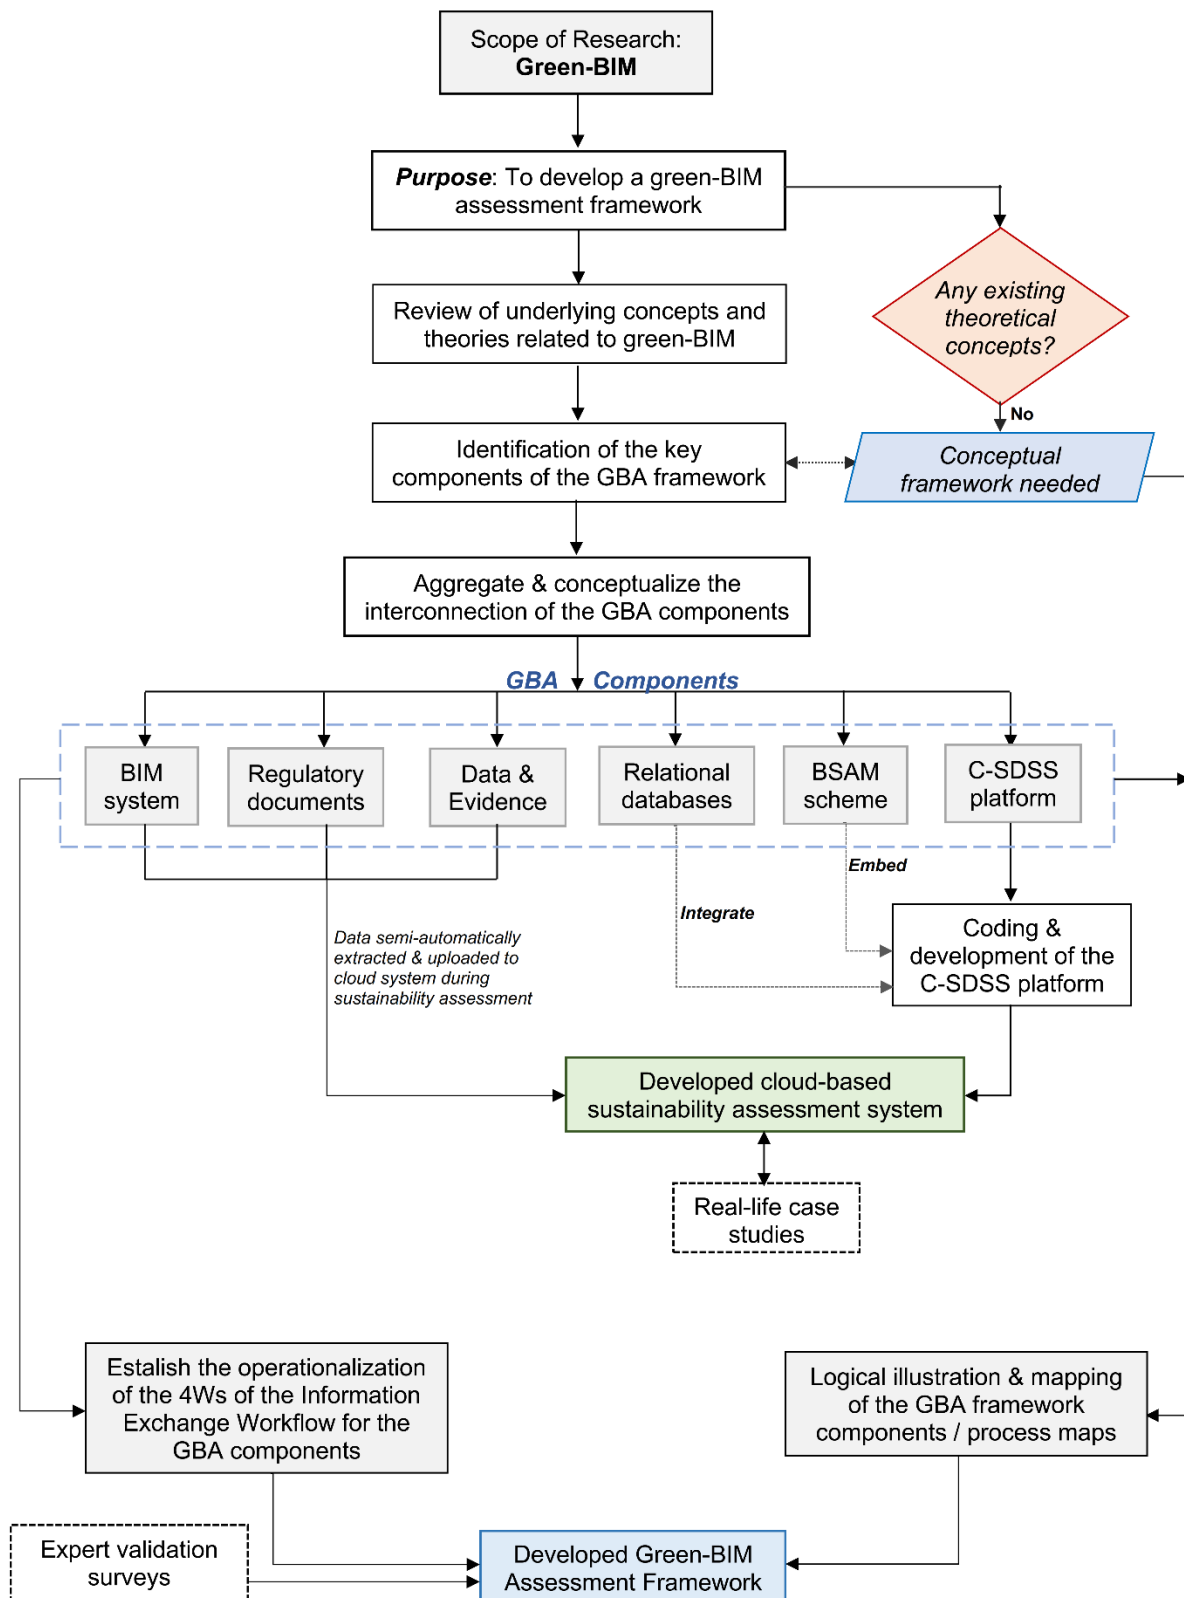 Scope of Research:
Green-BIM
Purpose: To develop a green-BIM
assessment framework
Any existing
theoretical
concepts?
Review of underlying concepts and
theories related to green-BIM
No
Identification of the key
components of the GBA framework
Conceptual
framework needed
Aggregate & conceptualize the
interconnection of the GBA components
GBA Components
BIM
system
Regulatory
documents
Data &
Evidence
Relational
databases
BSAM
scheme
C-SDSS
platform
Embed
Integrate
Data semi-automatically
extracted & uploaded to
cloud system during
sustainability assessment
Coding &
development of the
C-SDSS platform
Developed cloud-based
sustainability assessment system
Real-life case
studies
Estalish the operationalization
of the 4Ws of the Information
Exchange Workflow for the
GBA components
Logical illustration & mapping
of the GBA framework
components / process maps
Expert validation
surveys
Developed Green-BIM
Assessment Framework